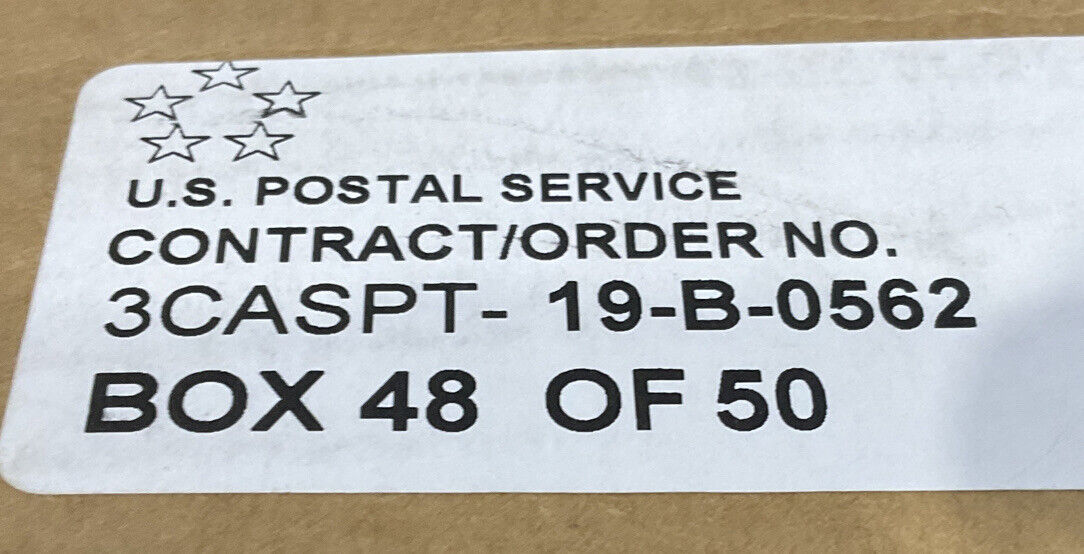 U.S. POSTAL SERVICE
CONTRACT/ORDER NO.
3CASPT- 19-B-0562
BOX 48 OF 50